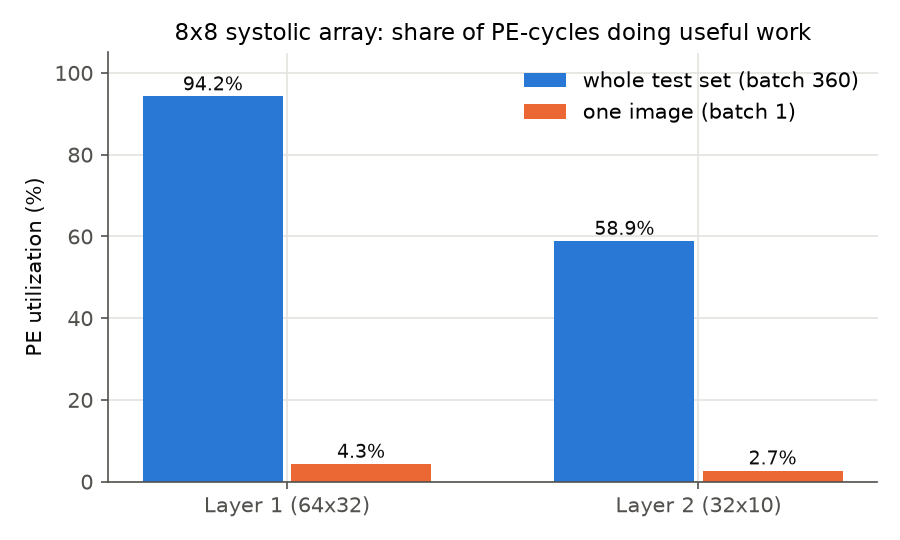 8x8 systolic array: share of PE-cycles doing useful work
whole test set (batch 360)
one image (batch 1)
PE utilization (%)
100
80
60
40
20
0
94.2%
4.3%
58.9%
2.7%
Layer 1 (64x32)
Layer 2 (32x10)